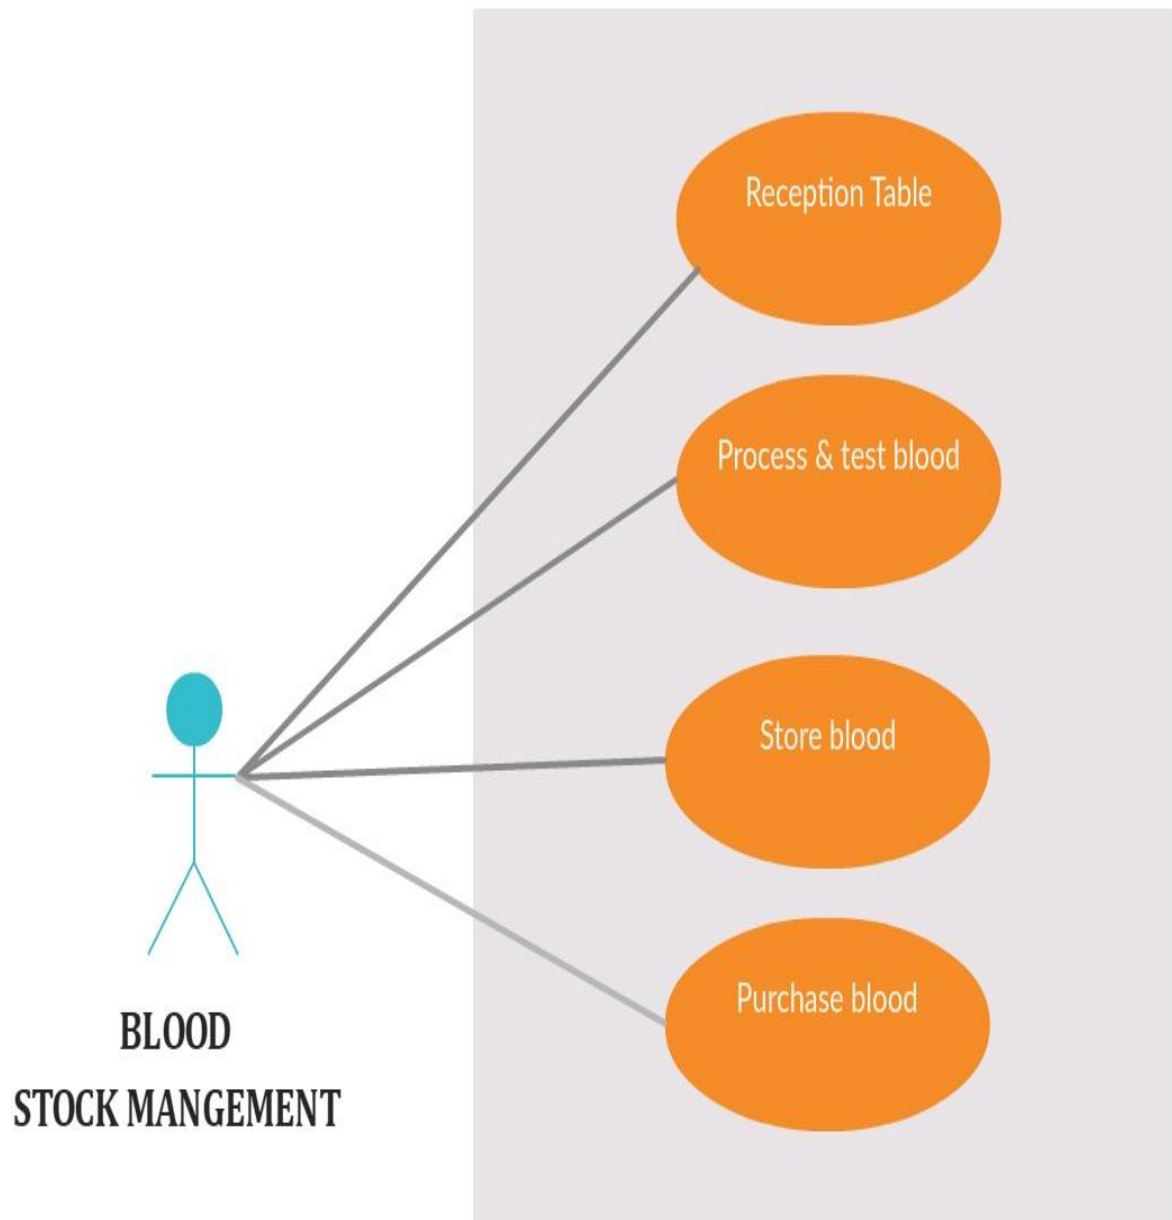 Reception Table
Process & test blood
Store blood
Purchase blood
BLOOD
STOCK MANGEMENT